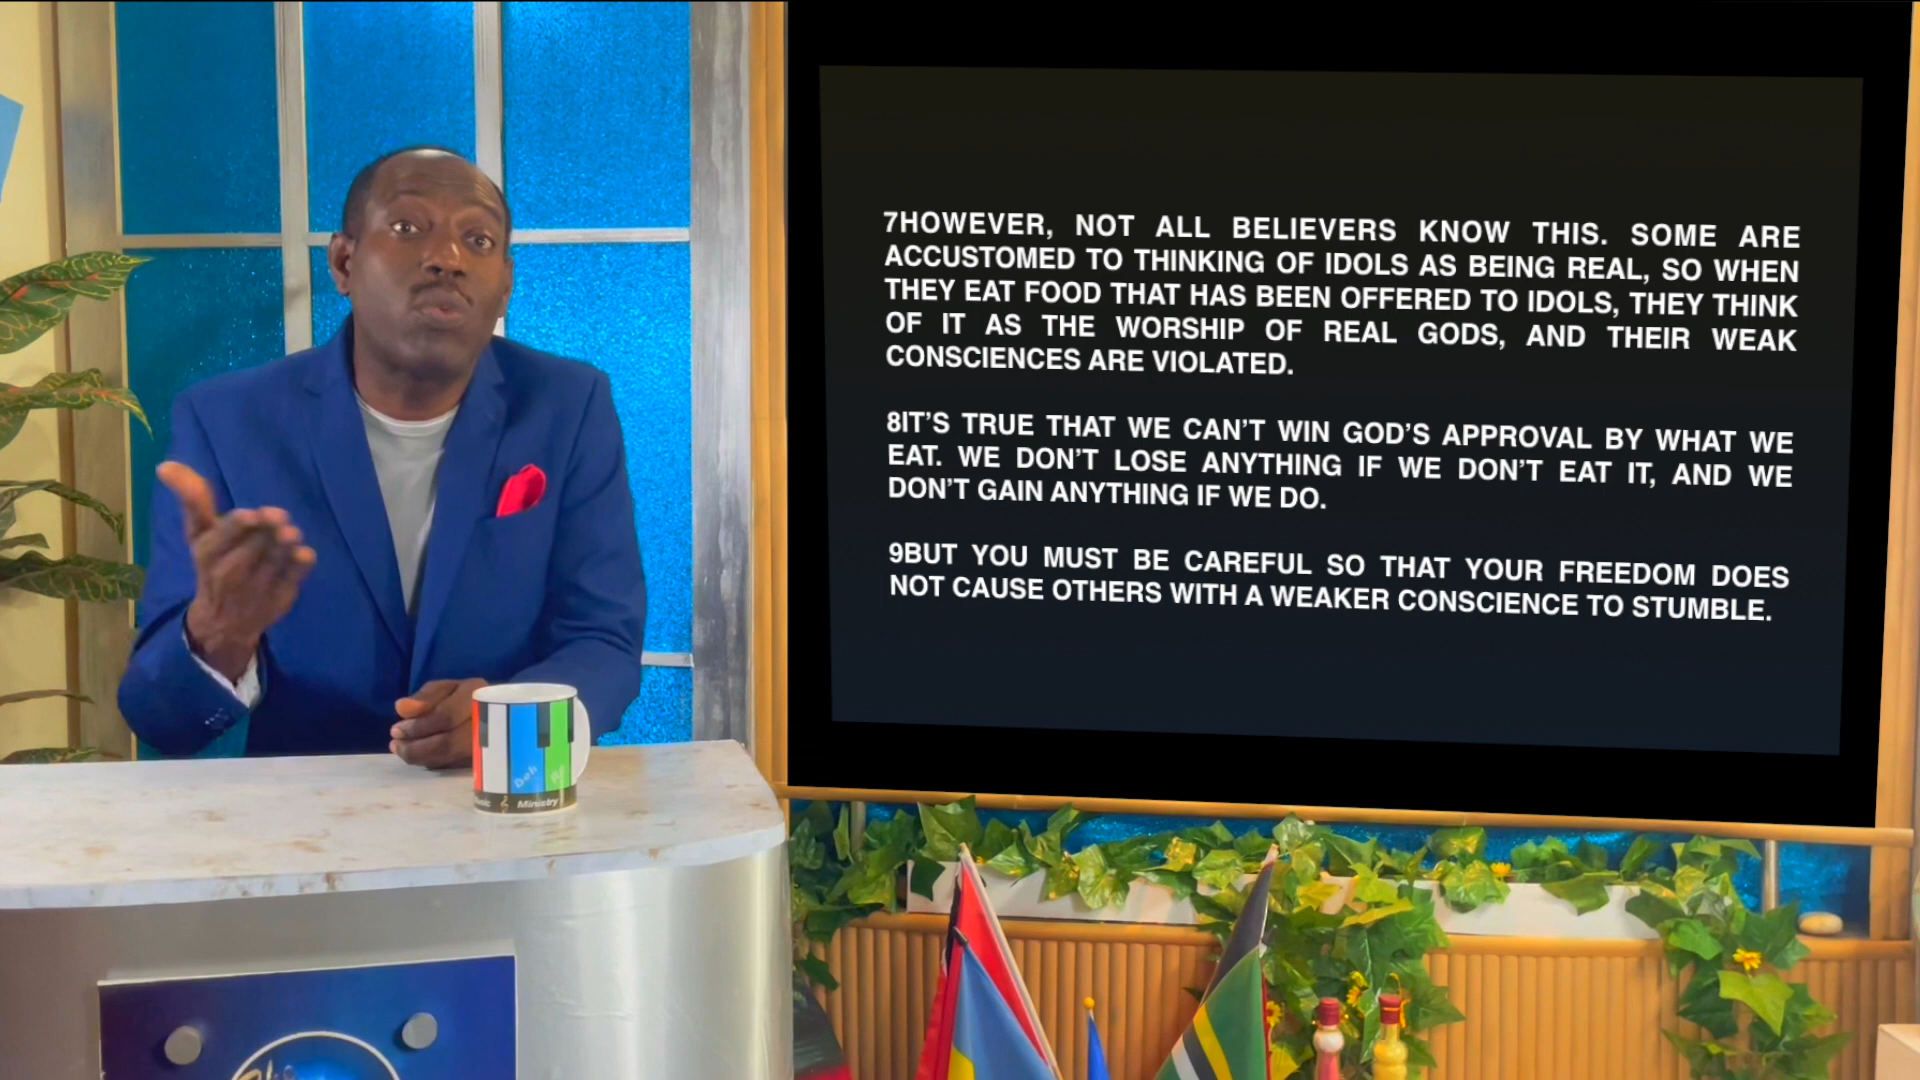 7HOWEVER, NOT ALL BELIEVERS KNOW THIS. SOME ARE
ACCUSTOMED TO THINKING OF IDOLS AS BEING REAL, SO WHEN
THEY EAT FOOD THAT HAS BEEN OFFERED TO IDOLS, THEY THINK
OF IT AS THE WORSHIP OF REAL GODS, AND THEIR WEAK
CONSCIENCES ARE VIOLATED.
8IT'S TRUE THAT WE CAN'T WIN GOD'S APPROVAL BY WHAT WE
EAT. WE DON'T LOSE ANYTHING IF WE DON'T EAT IT, AND WE
DON'T GAIN ANYTHING IF WE DO.
9BUT YOU MUST BE CAREFUL SO THAT YOUR FREEDOM DOES
NOT CAUSE OTHERS WITH A WEAKER CONSCIENCE TO STUMBLE.
Doh
Ministry